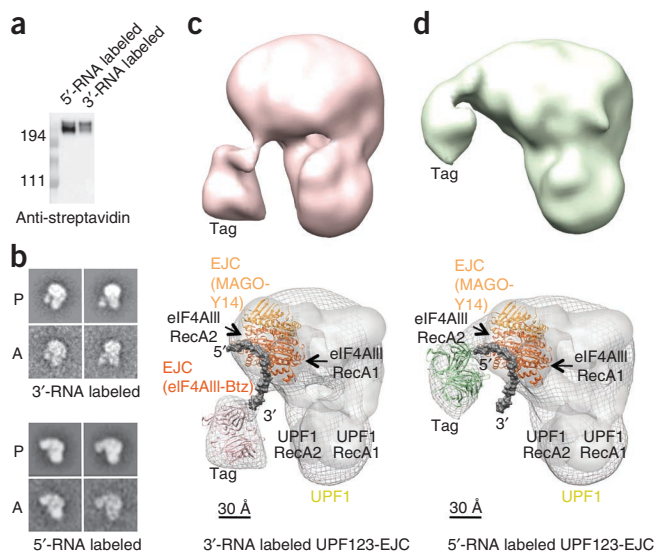 a
5′-RNA labeled
3′-RNA labeled
194
111
Anti-streptavidin
b
P
A
3′-RNA labeled
P
A
5′-RNA labeled
c
Tag
EJC
(MAGO-
Y14)
eIF4AIII
RecA2
5′
EJC
(eIF4AIII-Btz)
eIF4AIII
RecA1
3′
UPF1
RecA2
UPF1
RecA1
Tag
UPF1
30 Å
3′-RNA labeled UPF123-EJC
d
Tag
EJC
(MAGO-
Y14)
eIF4AIII
RecA2
5′
eIF4AIII
RecA1
Tag
3′
UPF1
RecA2
UPF1
RecA1
UPF1
30 Å
5′-RNA labeled UPF123-EJC